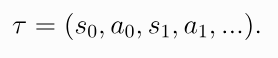 τ = (s₀, a₀, s₁, a₁, ...).